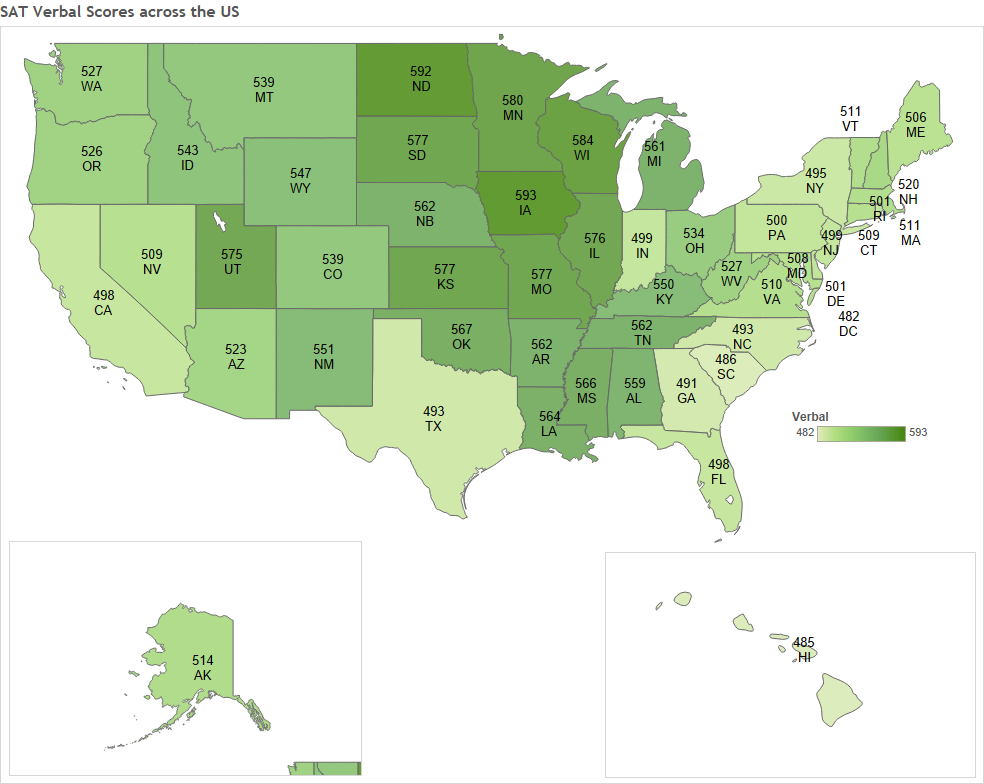 SAT Verbal Scores across the US
527
WA
539
MT
592
ND
580
MN
511
VT
506
ME
526
OR
543
ID
577
SD
584
WI
561
MI
547
WY
495
NY
520
NH
562
NB
593
IA
501
RI
511
MA
509
NV
575
UT
539
CO
576
IL
499
IN
534
OH
500
PA
499
NJ
509
CT
577
KS
577
MO
527
WV
508
MD
550
KY
510
VA
501
DE
498
CA
482
DC
523
AZ
551
NM
567
OK
562
AR
562
TN
493
NC
486
SC
493
TX
564
LA
566
MS
559
AL
491
GA
Verbal
482 593
498
FL
514
AK
485
HI